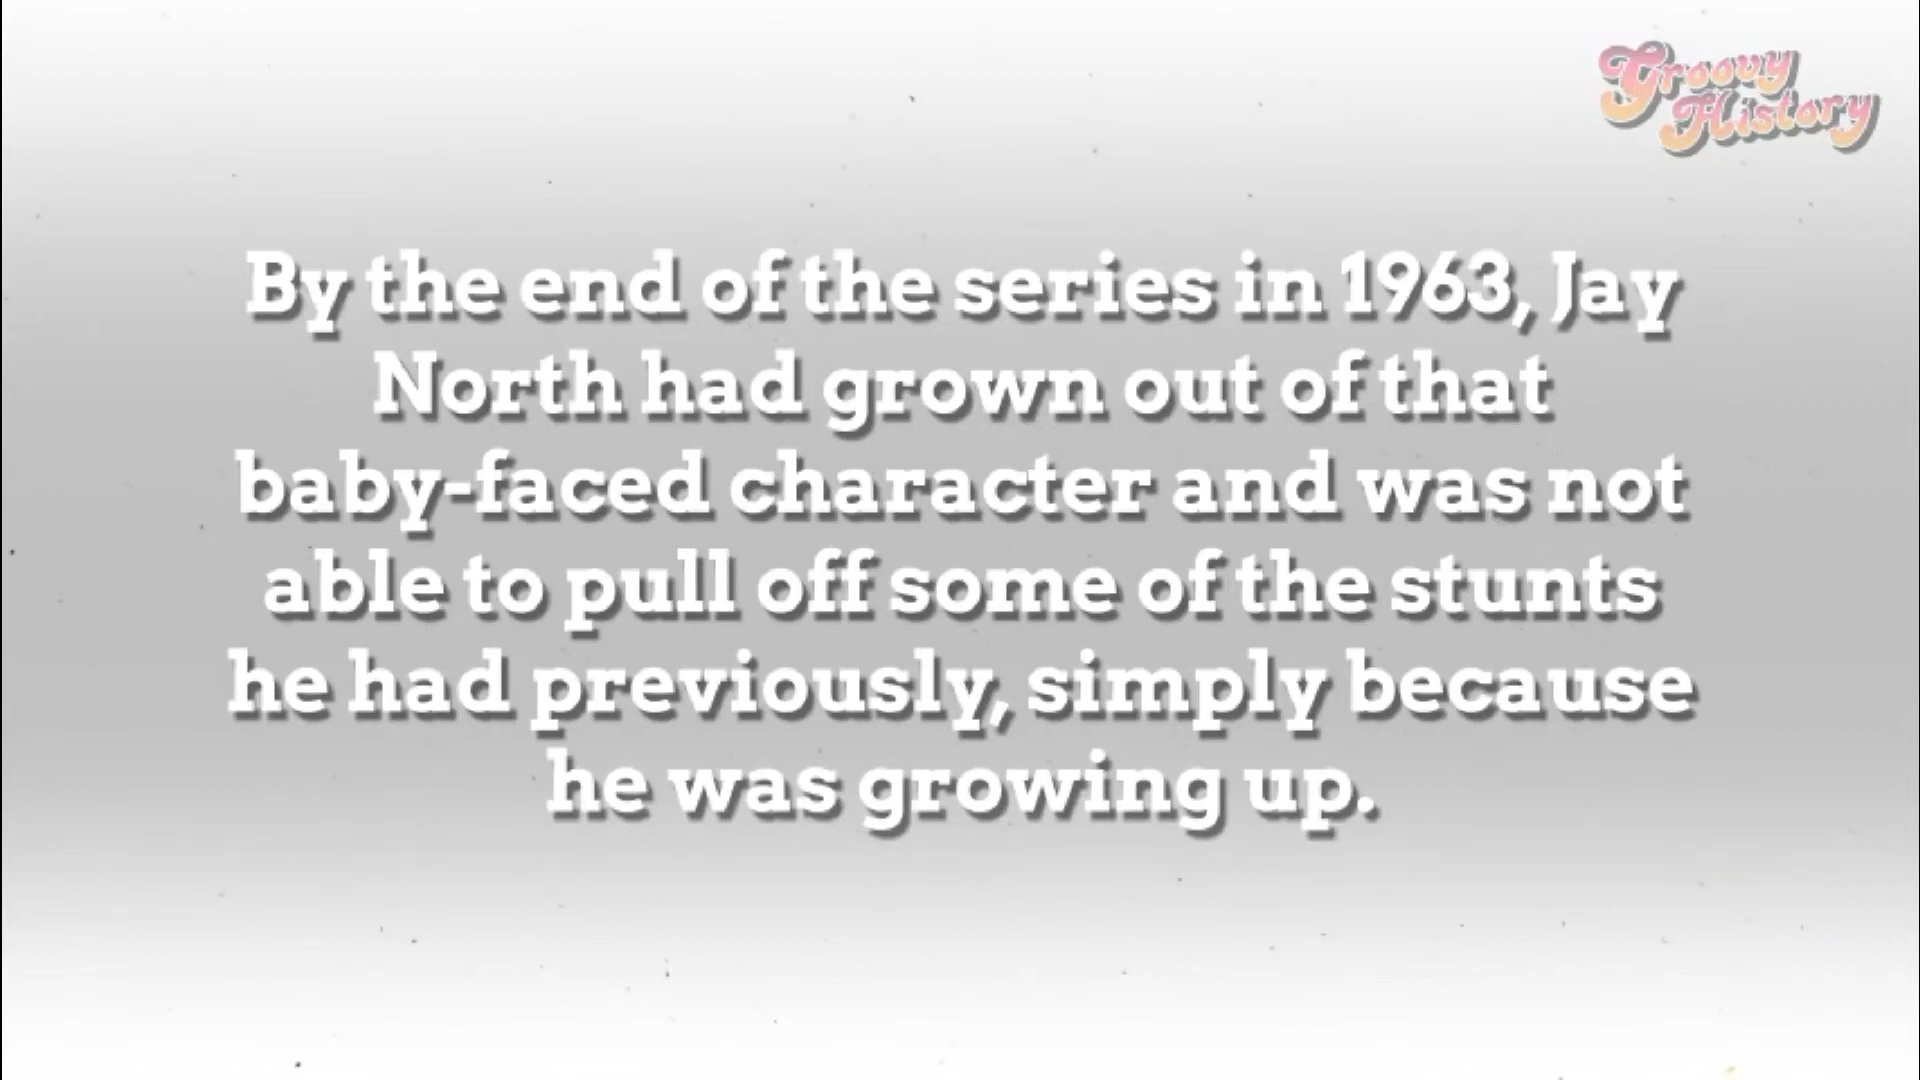 Groovy
History
By the end of the series in 1963, Jay
North had grown out of that
baby-faced character and was not
able to pull off some of the stunts
he had previously, simply because
he was growing up.